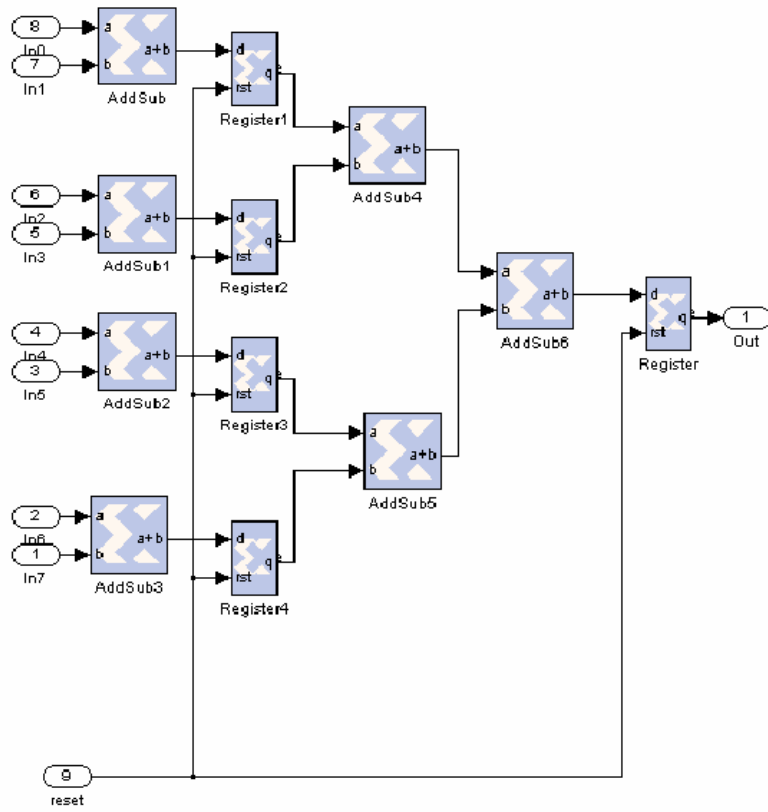 8
In0
7
In1
a
b
a+b
AddSub
d
rst
q
Register1
a
b
a+b
AddSub4
6
In2
5
In3
a
b
a+b
AddSub1
d
rst
q
Register2
a
b
a+b
AddSub6
d
rst
q
Register
1
Out
4
In4
3
In5
a
b
a+b
AddSub2
d
rst
q
Register3
a
b
a+b
AddSub5
2
In6
1
In7
a
b
a+b
AddSub3
d
rst
q
Register4
9
reset